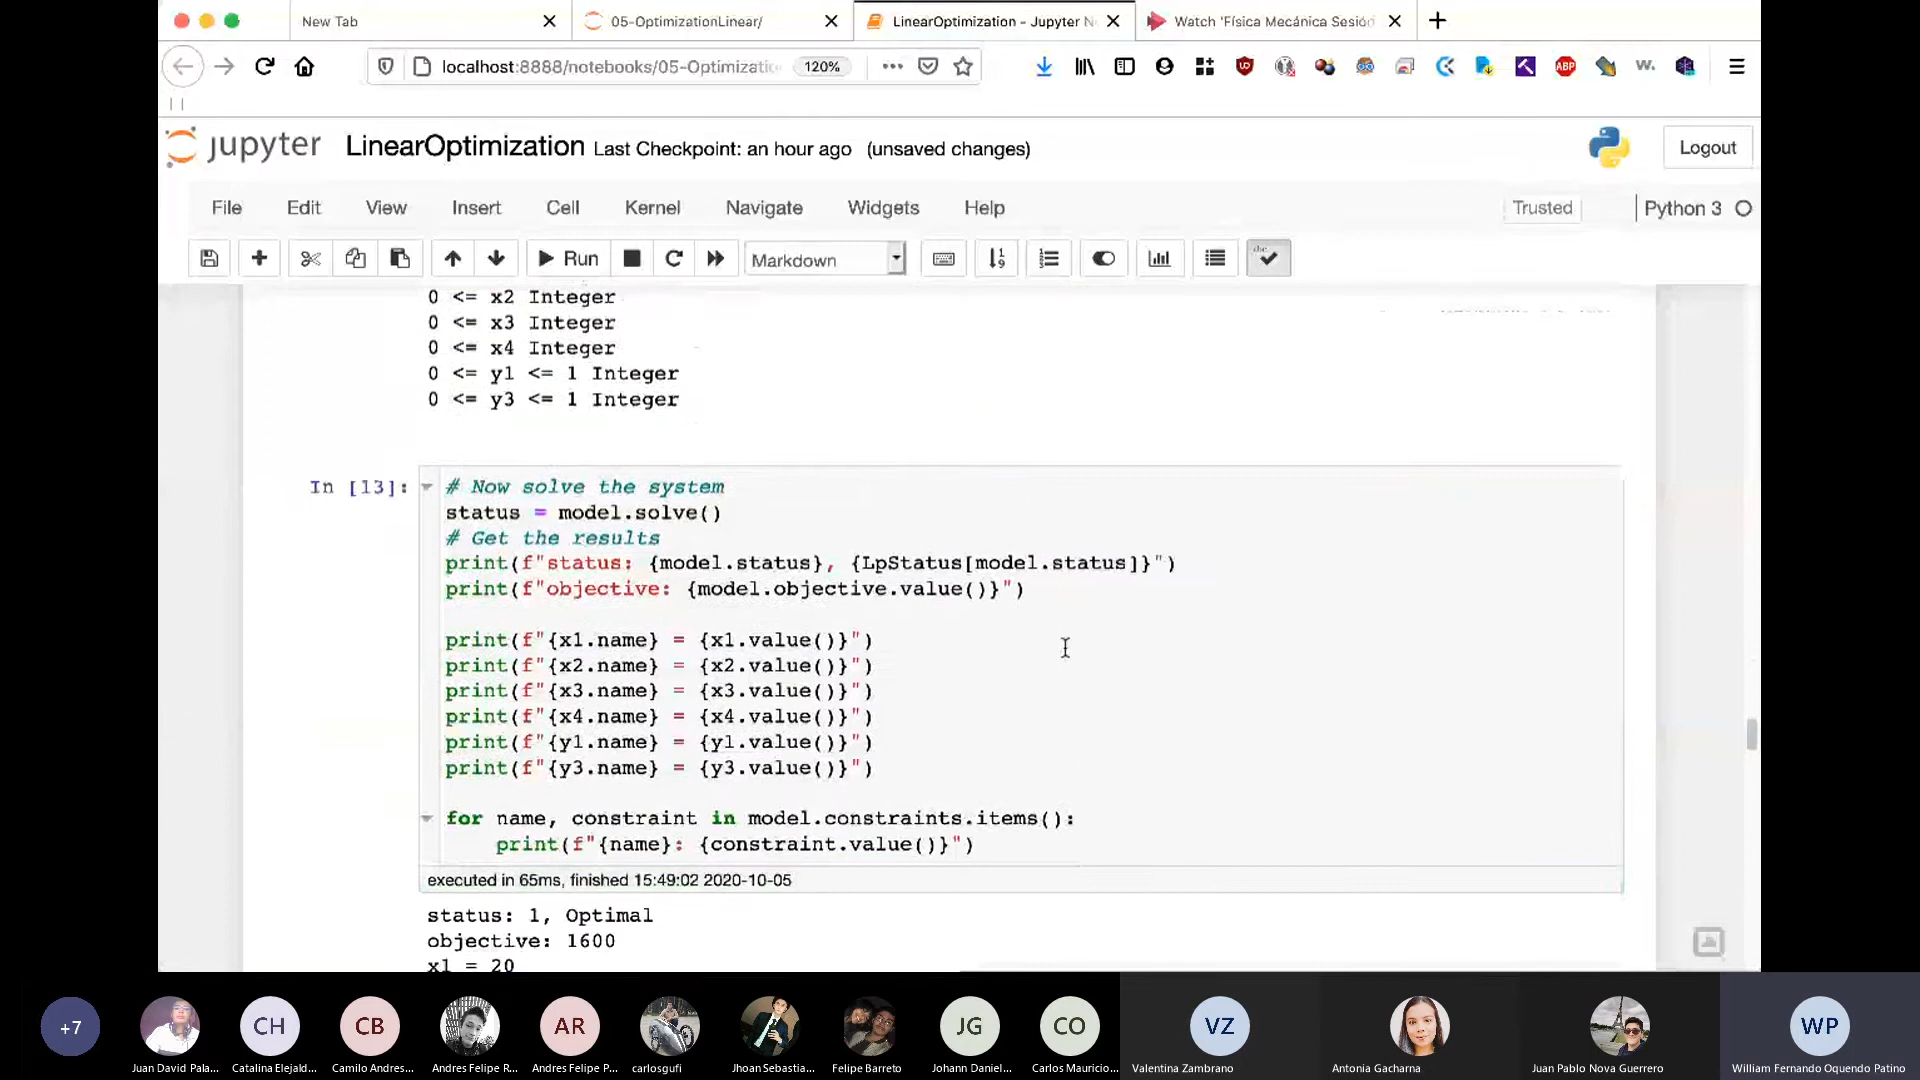 New Tab
05-OptimizationLinear/
LinearOptimization - Jupyter N
Watch 'Física Mecánica Sesión
localhost:8888/notebooks/05-Optimizatio
120%
ABP
w.
jupyter LinearOptimization Last Checkpoint: an hour ago (unsaved changes)
Logout
File Edit View Insert Cell Kernel Navigate Widgets Help
Trusted
Python 3
Run
Markdown
0 <= x2 Integer
0 <= x3 Integer
0 <= x4 Integer
0 <= y1 <= 1 Integer
0 <= y3 <= 1 Integer
In [13]:
# Now solve the system
status = model.solve()
# Get the results
print(f"status: {model.status}, {LpStatus[model.status]}")
print(f"objective: {model.objective.value()}")
print(f"{x1.name} = {x1.value()}")
print(f"{x2.name} = {x2.value()}")
print(f"{x3.name} = {x3.value()}")
print(f"{x4.name} = {x4.value()}")
print(f"{y1.name} = {y1.value()}")
print(f"{y3.name} = {y3.value()}")
for name, constraint in model.constraints.items():
print(f"{name}: {constraint.value()}")
executed in 65ms, finished 15:49:02 2020-10-05
status: 1, Optimal
objective: 1600
x1 = 20
+7
CH
CB
AR
JG
CO
VZ
WP
Juan David Pala...
Catalina Elejald...
Camilo Andres...
Andres Felipe R...
Andres Felipe P...
carlosgufi
Jhoan Sebastia...
Felipe Barreto
Johann Daniel...
Carlos Mauricio...
Valentina Zambrano
Antonia Gacharna
Juan Pablo Nova Guerrero
William Fernando Oquendo Patino